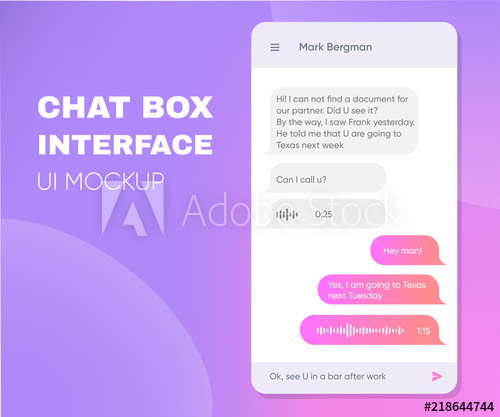 CHAT BOX
INTERFACE
UI MOCKUP
Mark Bergman
Hi! I can not find a document for
our partner. Did U see it?
By the way, I saw Frank yesterday.
He told me that U are going to
Texas next week
Can I call u?
0:25
Hey man!
Yes, I am going to Texas
next Tuesday
1:15
Ok, see U in a bar after work
Adobe Stock
#218644744